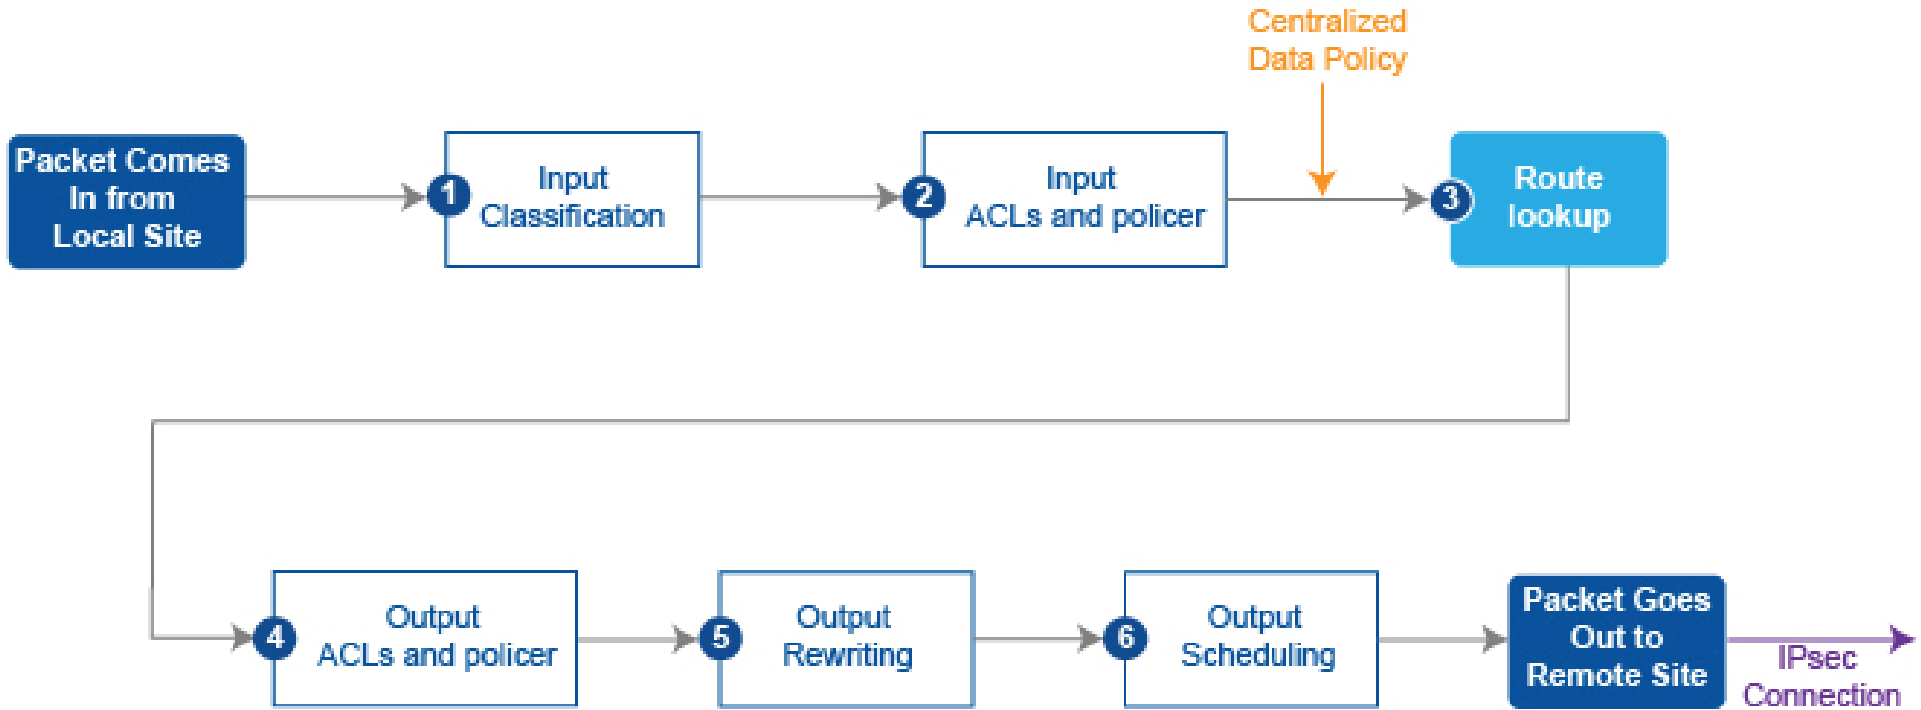 Centralized
Data Policy
Packet Comes
In from
Local Site
1
Input
Classification
2
Input
ACLs and policer
3
Route
lookup
4
Output
ACLs and policer
5
Output
Rewriting
6
Output
Scheduling
Packet Goes
Out to
Remote Site
IPsec
Connection